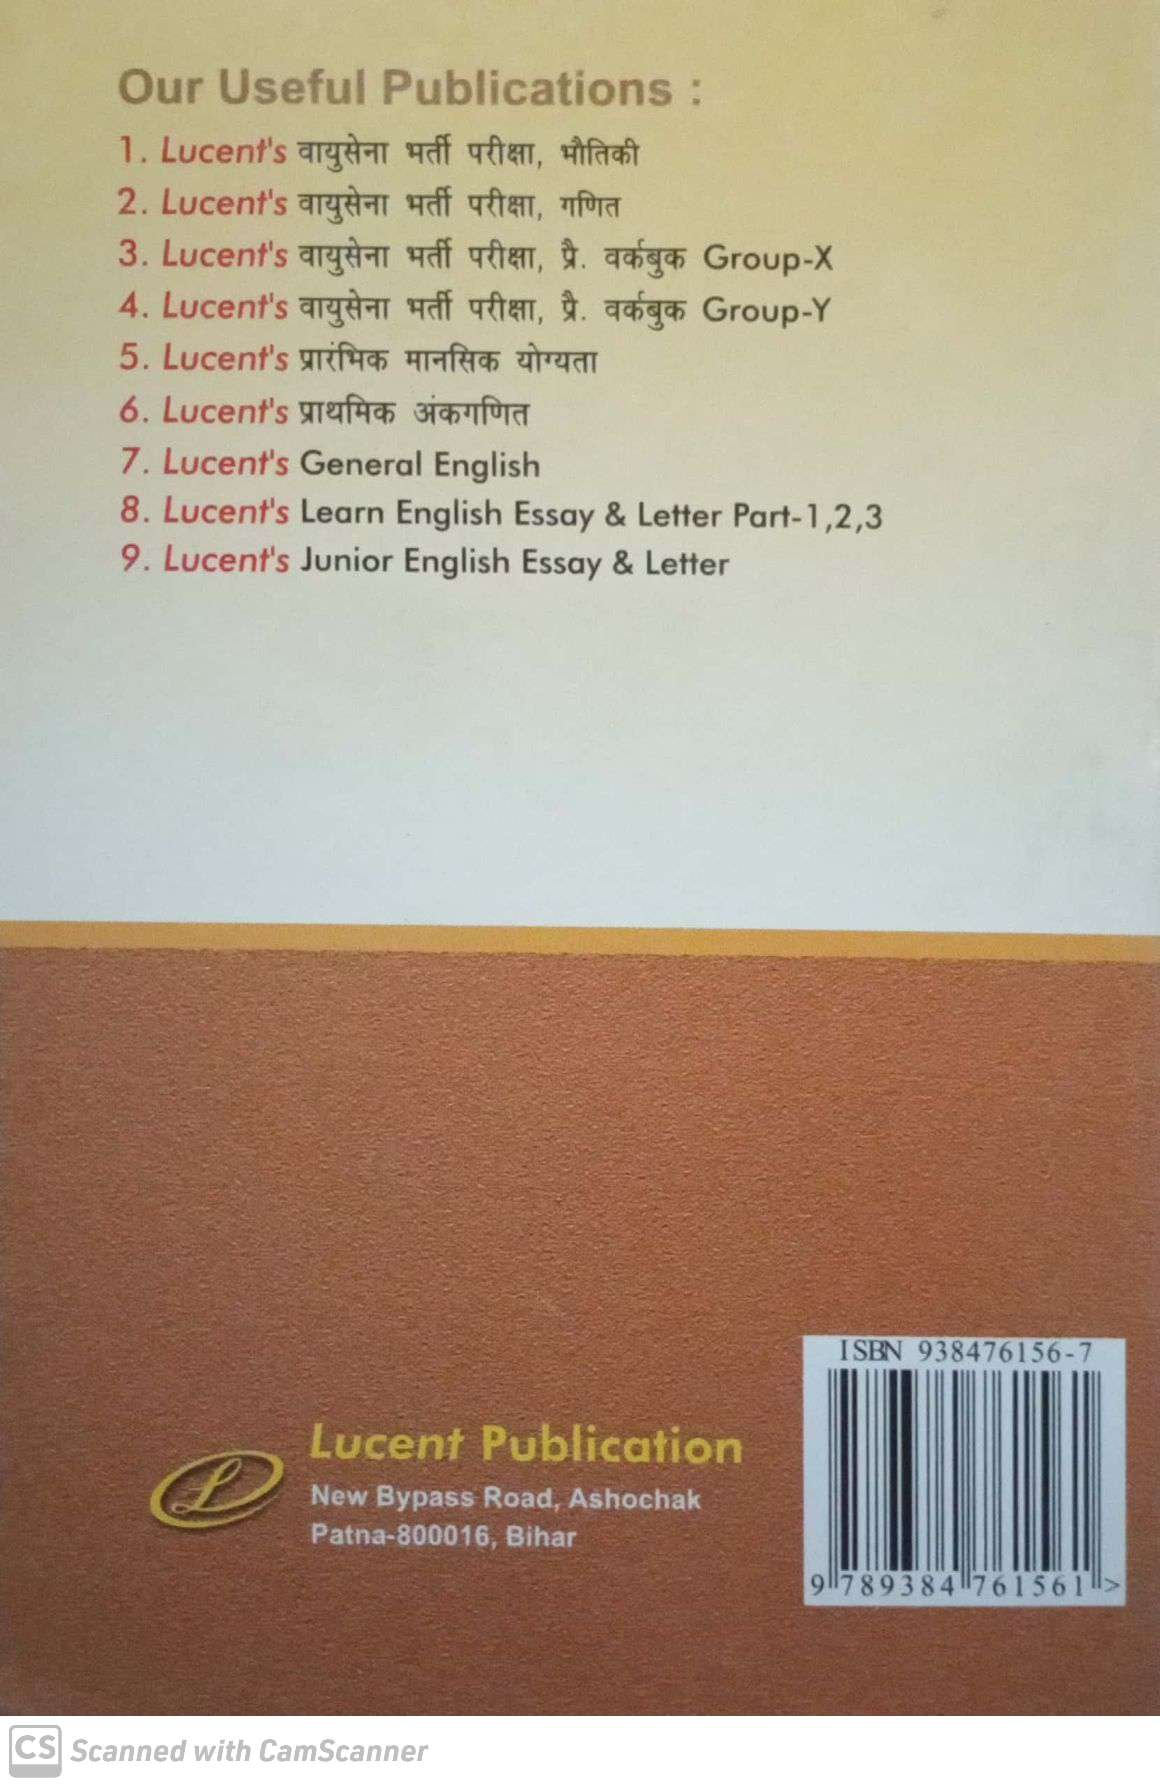 Our Useful Publications :
1. Lucent's वायुसेना भर्ती परीक्षा, भौतिकी
2. Lucent's वायुसेना भर्ती परीक्षा, गणित
3. Lucent's वायुसेना भर्ती परीक्षा, प्रै. वर्कबुक Group-X
4. Lucent's वायुसेना भर्ती परीक्षा, प्रै. वर्कबुक Group-Y
5. Lucent's प्रारंभिक मानसिक योग्यता
6. Lucent's प्राथमिक अंकगणित
7. Lucent's General English
8. Lucent's Learn English Essay & Letter Part-1,2,3
9. Lucent's Junior English Essay & Letter
Lucent Publication
New Bypass Road, Ashochak
Patna-800016, Bihar
ISBN 938476156-7
9 789384 761561 >
CS Scanned with CamScanner